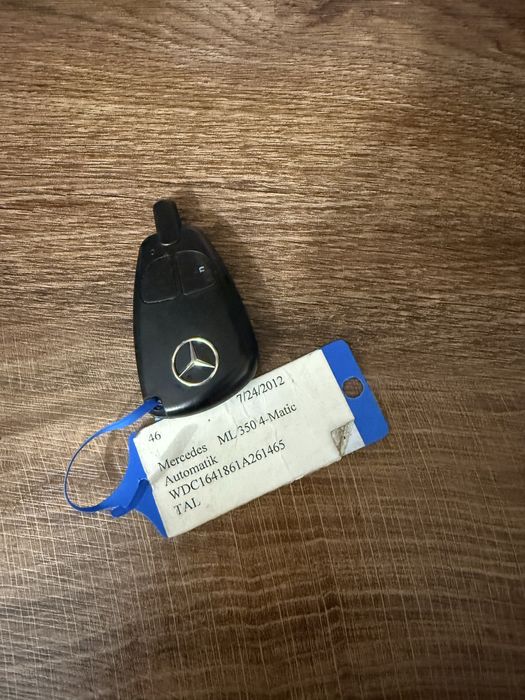 46 7/24/2012
Mercedes ML 350 4-Matic
Automatik
WDC1641861A261465
TAL